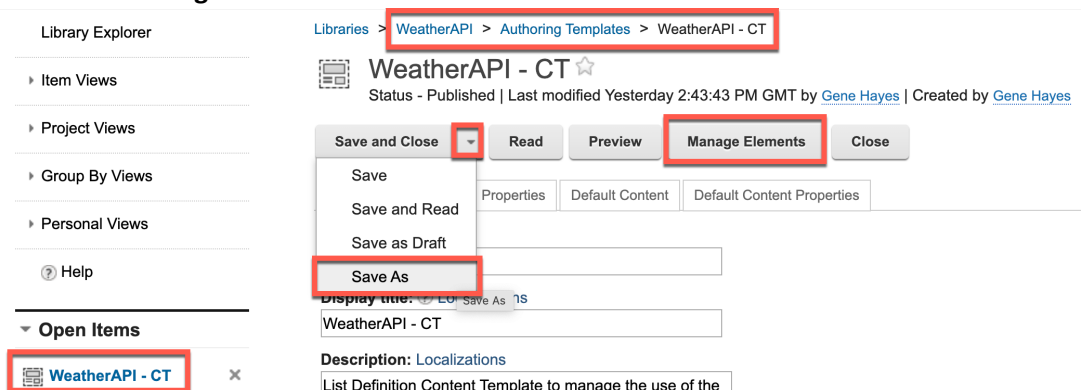 Library Explorer
Item Views
Project Views
Group By Views
Personal Views
Help
Open Items
WeatherAPI - CT
Libraries > WeatherAPI > Authoring Templates > WeatherAPI - CT
WeatherAPI - CT
Status - Published | Last modified Yesterday 2:43:43 PM GMT by Gene Hayes | Created by Gene Hayes
Save and Close Read Preview Manage Elements Close
Save
Save and Read
Save as Draft
Save As
Properties Default Content Default Content Properties
Display title:
Save As
WeatherAPI - CT
Description: Localizations
List Definition Content Template to manage the use of the